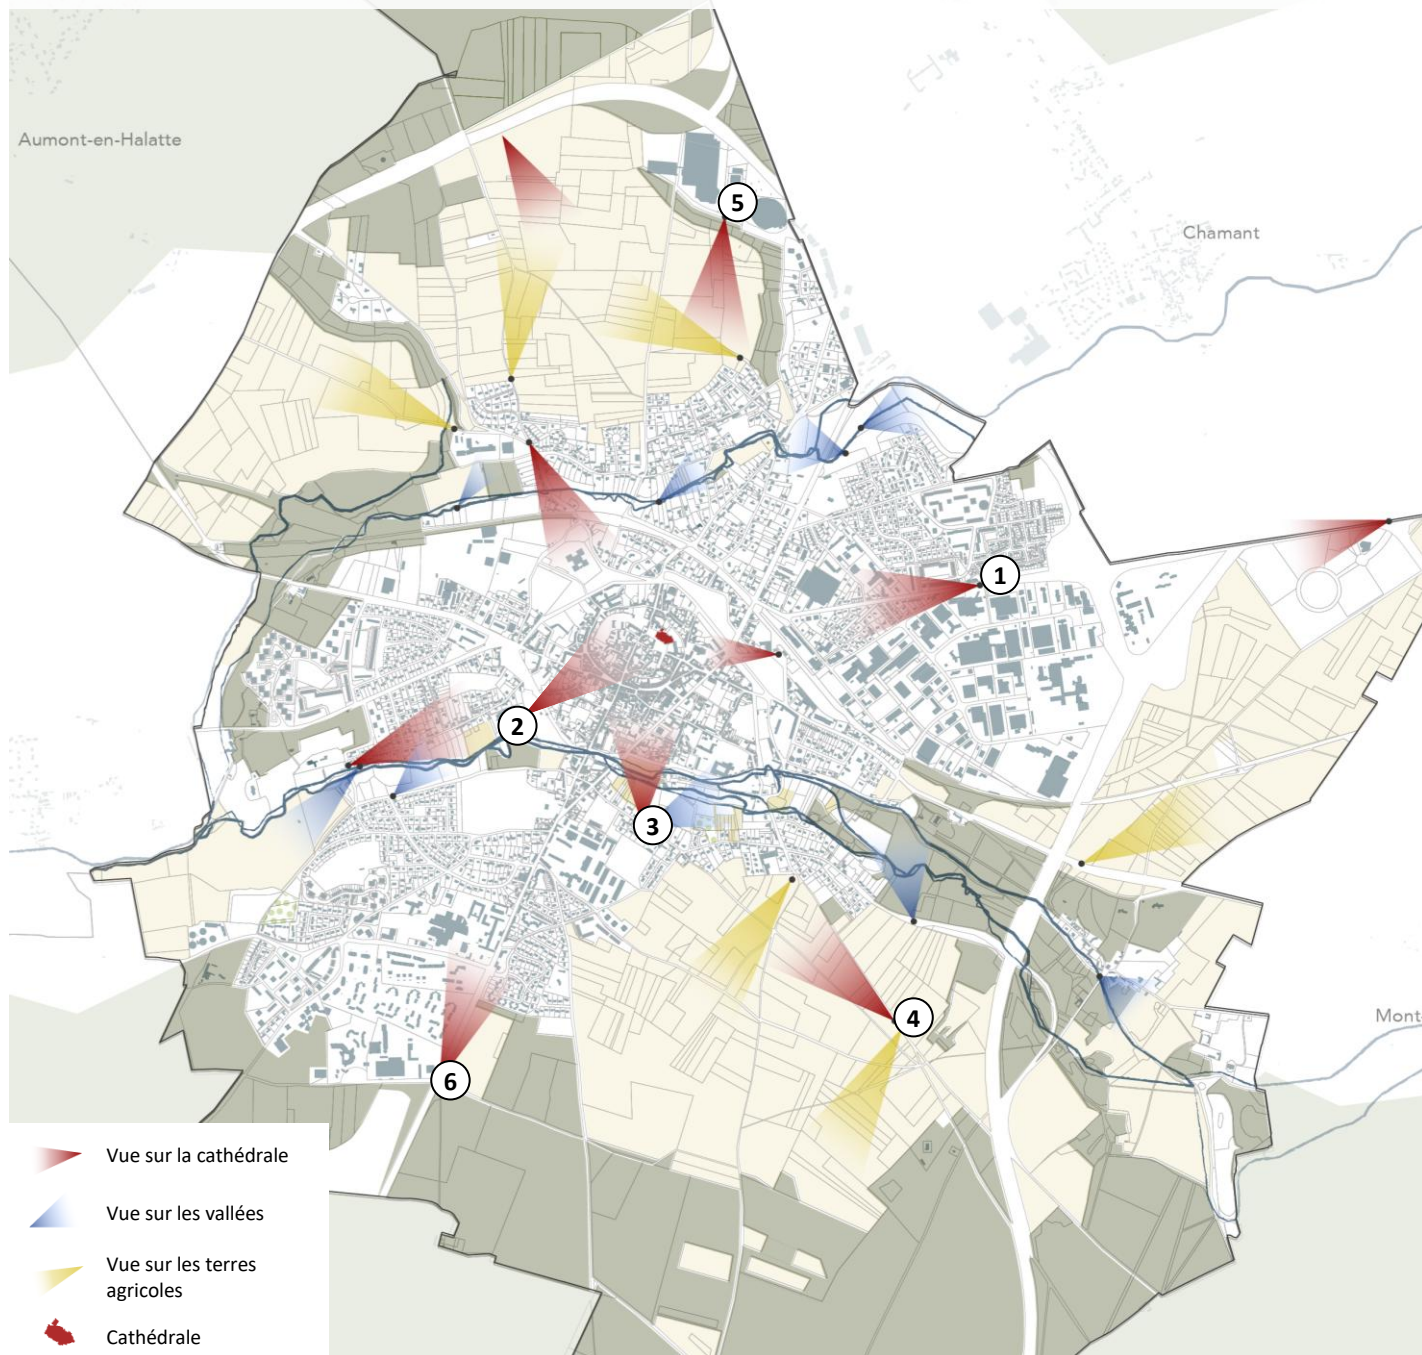 Aumont-en-Halatte
5
Chamant
1
2
3
4
Mont-
6
Vue sur la cathédrale
Vue sur les vallées
Vue sur les terres
agricoles
Cathédrale